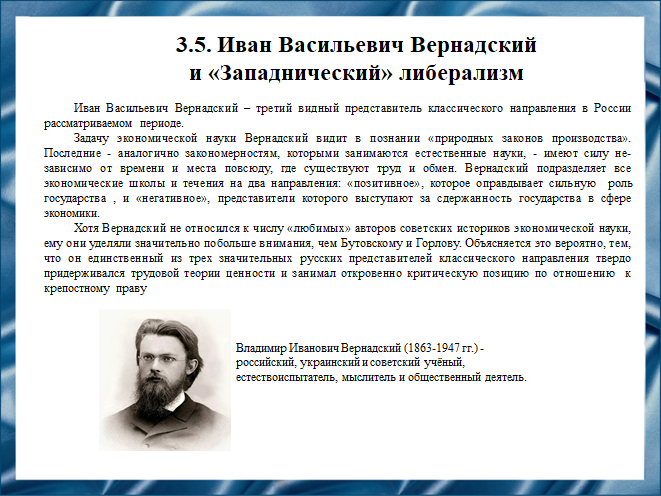 3.5. Иван Васильевич Вернадский
и «Западнический» либерализм
Иван Васильевич Вернадский – третий видный представитель классического направления в России
рассматриваемом периоде.
Задачу экономической науки Вернадский видит в познании «природных законов производства».
Последние - аналогично закономерностям, которыми занимаются естественные науки, - имеют силу не-
зависимо от времени и места повсюду, где существуют труд и обмен. Вернадский подразделяет все
экономические школы и течения на два направления: «позитивное», которое оправдывает сильную роль
государства , и «негативное», представители которого выступают за сдержанность государства в сфере
экономики.
Хотя Вернадский не относился к числу «любимых» авторов советских историков экономической науки,
ему они уделяли значительно побольше внимания, чем Бутовскому и Горлову. Объясняется это вероятно, тем,
что он единственный из трех значительных русских представителей классического направления твердо
придерживался трудовой теории ценности и занимал откровенно критическую позицию по отношению к
крепостному праву
Владимир Иванович Вернадский (1863-1947 гг.) -
российский, украинский и советский учёный,
естествоиспытатель, мыслитель и общественный деятель.